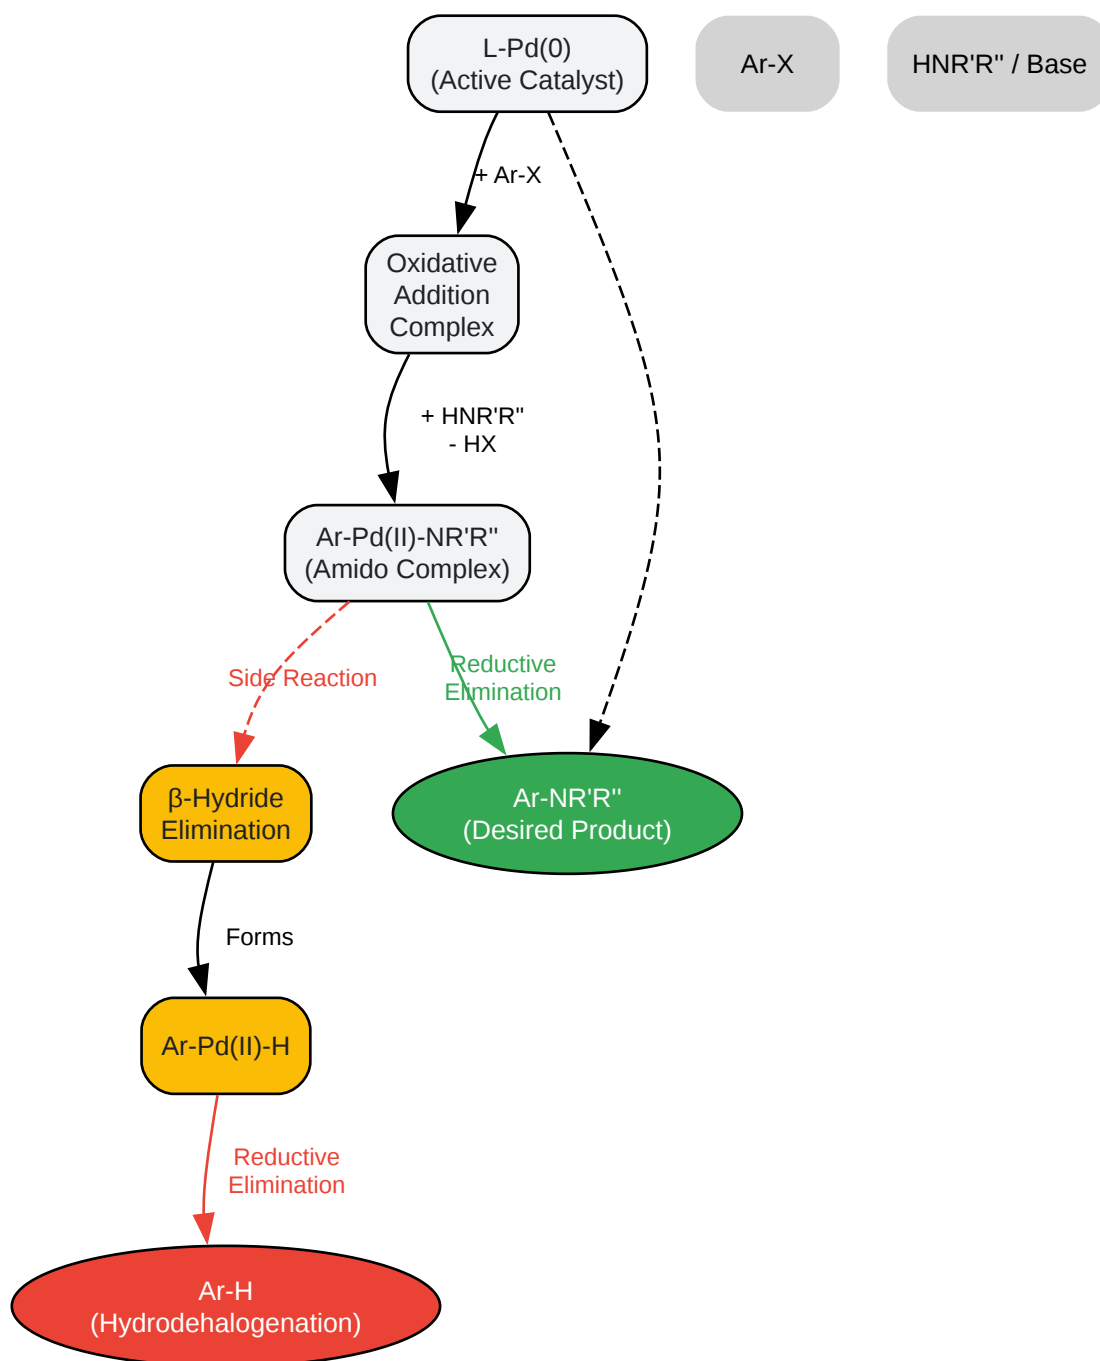 L-Pd(0)
(Active Catalyst)
Ar-X
HNR'R" / Base
+ Ar-X
Oxidative
Addition
Complex
+ HNR'R"
- HX
Ar-Pd(II)-NR'R"
(Amido Complex)
Side Reaction
Reductive
Elimination
β-Hydride
Elimination
Ar-NR'R"
(Desired Product)
Forms
Ar-Pd(II)-H
Reductive
Elimination
Ar-H
(Hydrodehalogenation)